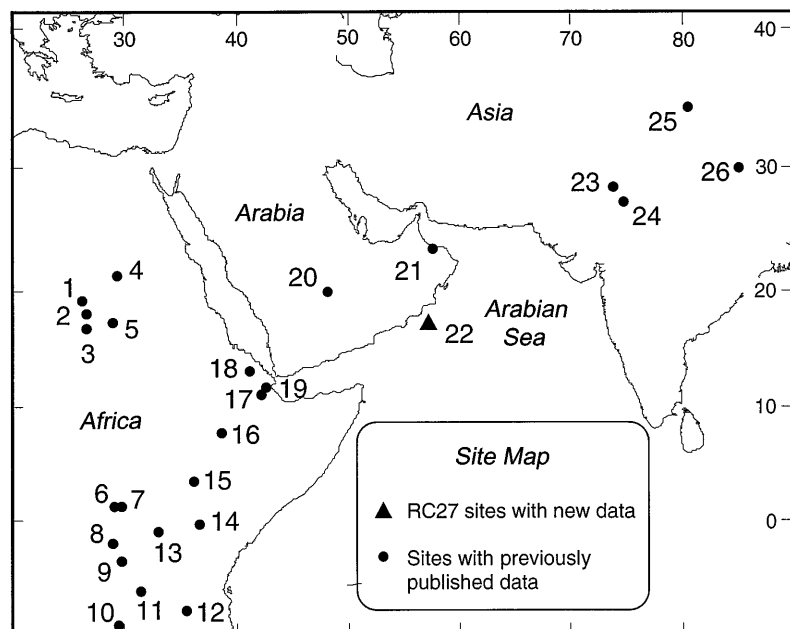 30 40 50 60 70 80 40
Asia
25
30
23 26
24
Arabia
4 20 21
1 20
2 5 Arabian
Sea
3 22
18 19
17
Africa 10
16
Site Map
15
6 7 RC27 sites with new data
14 0
8 13
Sites with previously
published data
9
11 12
10